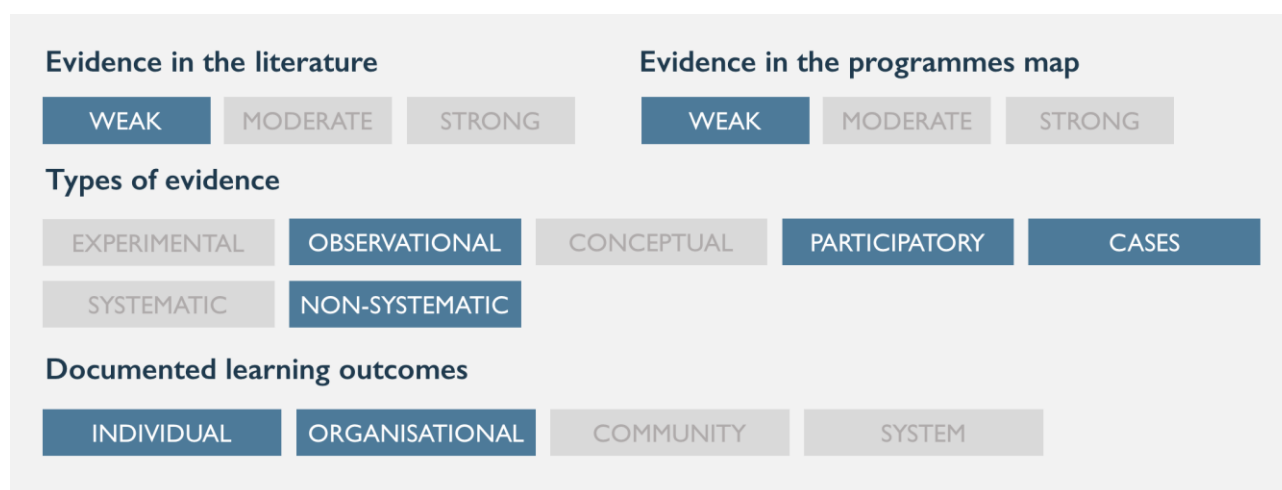 Evidence in the literature
Evidence in the programmes map
WEAK MODERATE STRONG
WEAK MODERATE STRONG
Types of evidence
EXPERIMENTAL OBSERVATIONAL CONCEPTUAL PARTICIPATORY CASES
SYSTEMATIC NON-SYSTEMATIC
Documented learning outcomes
INDIVIDUAL ORGANISATIONAL COMMUNITY SYSTEM